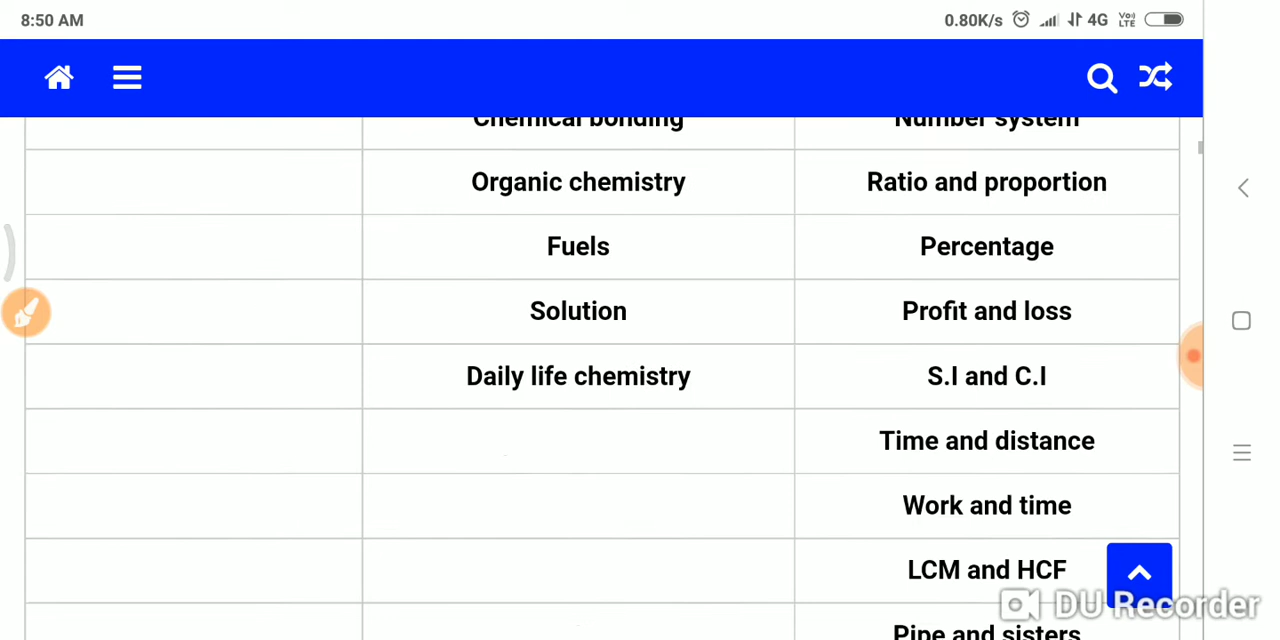 8:50 AM 0.80K/s 4G Vo) LTE
Chemical bonding Number system
Organic chemistry Ratio and proportion
Fuels Percentage
Solution Profit and loss
Daily life chemistry S.I and C.I
Time and distance
Work and time
LCM and HCF
DU Recorder
Pipe and sisters